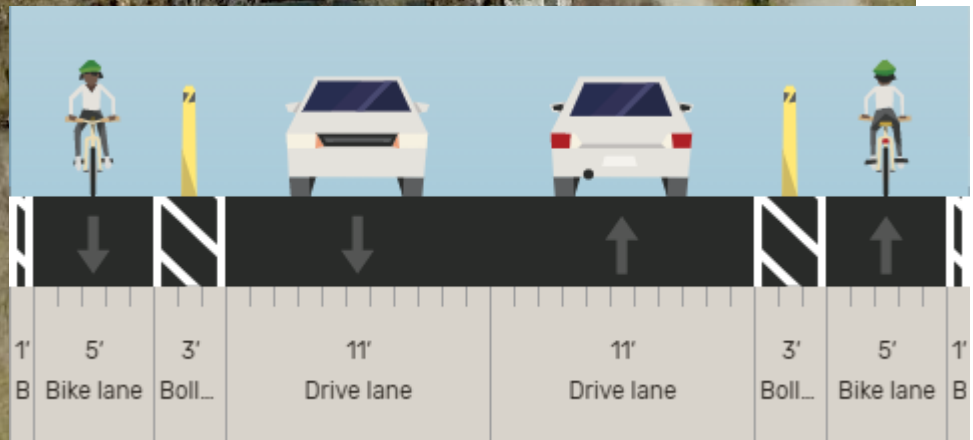 1' 5' 3' 11' 11' 3' 5' 1'
B Bike lane Boll... Drive lane Drive lane Boll... Bike lane B